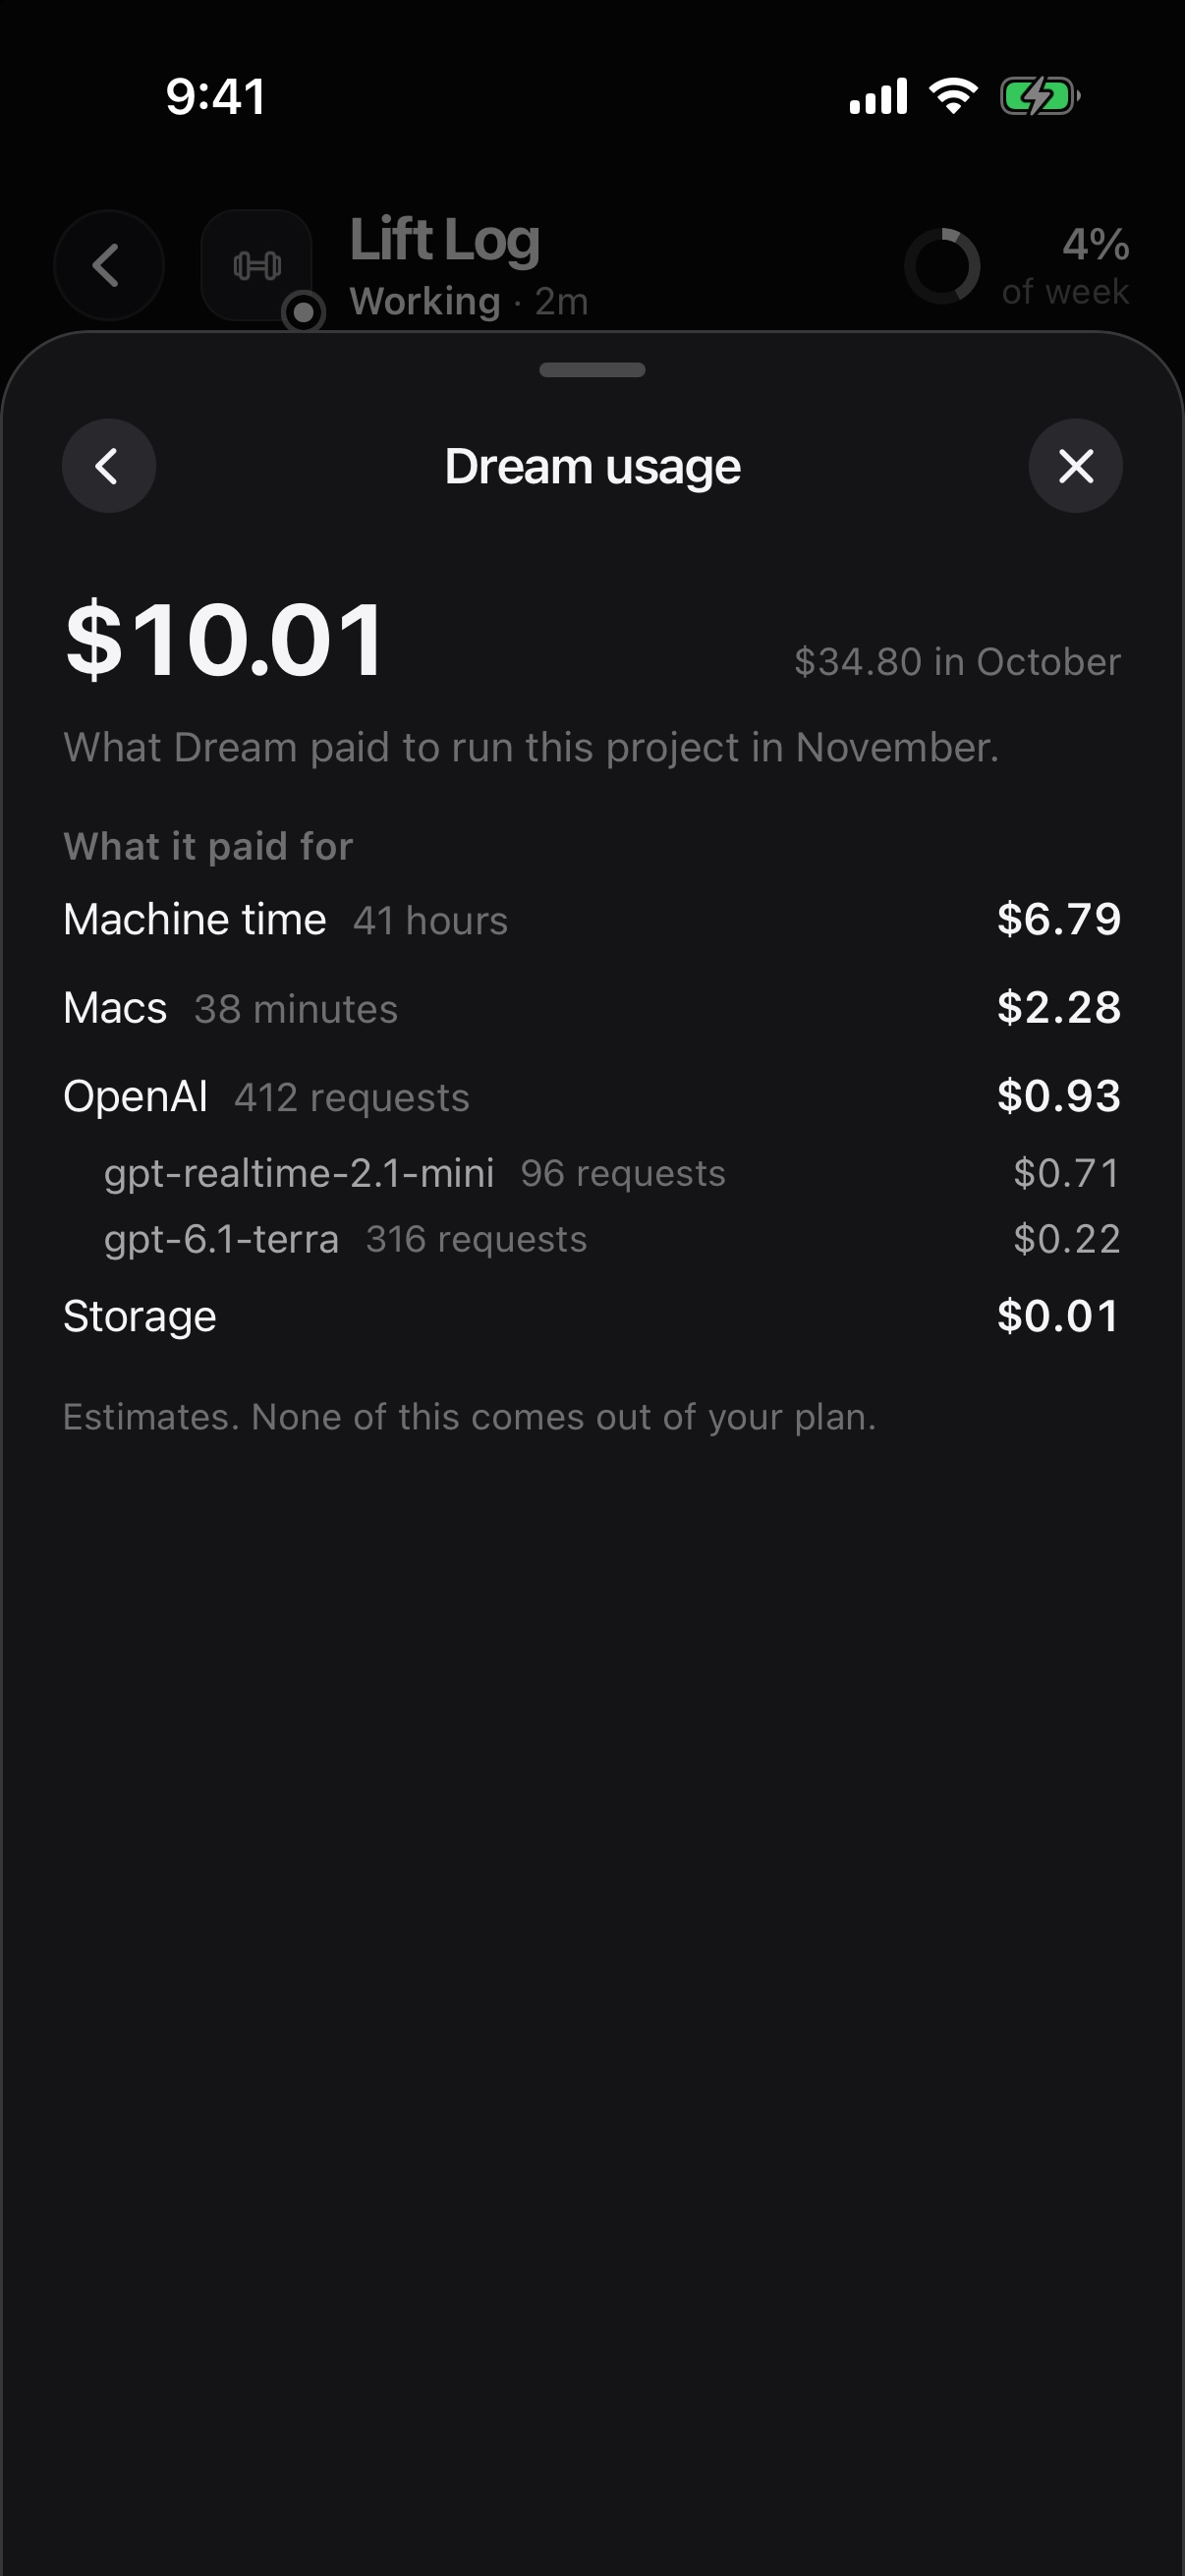 9:41
Lift Log
Working · 2m
4%
of week
Dream usage
$10.01
$34.80 in October
What Dream paid to run this project in November.
What it paid for
Machine time 41 hours $6.79
Macs 38 minutes $2.28
OpenAI 412 requests $0.93
gpt-realtime-2.1-mini 96 requests $0.71
gpt-6.1-terra 316 requests $0.22
Storage $0.01
Estimates. None of this comes out of your plan.